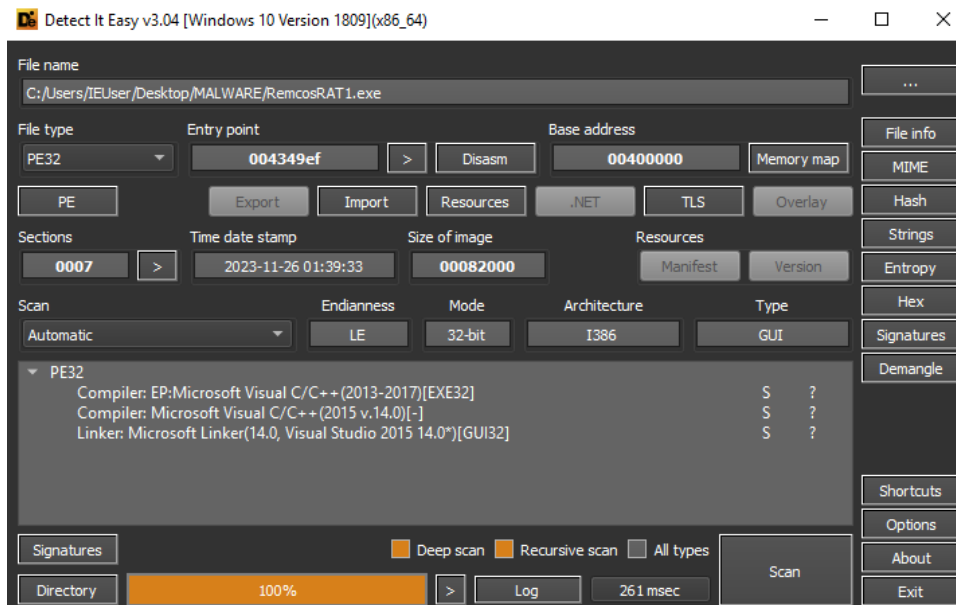 Detect It Easy v3.04 [Windows 10 Version 1809](x86_64)
File name
C:/Users/IEUser/Desktop/MALWARE/RemcosRAT1.exe
...
File type Entry point Base address
File info
PE32 004349ef > Disasm 00400000 Memory map
MIME
PE Export Import Resources .NET TLS Overlay
Hash
Sections Time date stamp Size of image Resources
Strings
0007 > 2023-11-26 01:39:33 00082000 Manifest Version
Entropy
Scan Endianness Mode Architecture Type
Hex
Automatic LE 32-bit I386 GUI
Signatures
PE32
Demangle
Compiler: EP:Microsoft Visual C/C++(2013-2017)[EXE32] S ?
Compiler: Microsoft Visual C/C++(2015 v.14.0)[-] S ?
Linker: Microsoft Linker(14.0, Visual Studio 2015 14.0*)[GUI32] S ?
Shortcuts
Options
Signatures Deep scan Recursive scan All types
About
Scan
Directory 100% > Log 261 msec
Exit